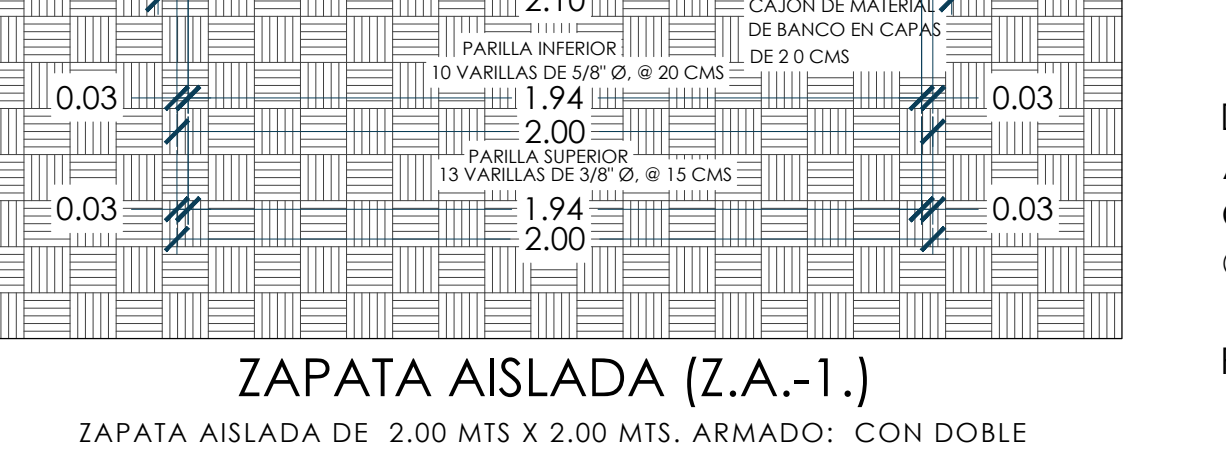 2.10
CAJON DE MATERIAL
DE BANCO EN CAPAS
DE 2 0 CMS
PARILLA INFERIOR
10 VARILLAS DE 5/8" Ø, @ 20 CMS
0.03
1.94
0.03
2.00
PARILLA SUPERIOR
13 VARILLAS DE 3/8" Ø, @ 15 CMS
0.03
1.94
0.03
2.00
ZAPATA AISLADA (Z.A.-1.)
ZAPATA AISLADA DE 2.00 MTS X 2.00 MTS. ARMADO: CON DOBLE